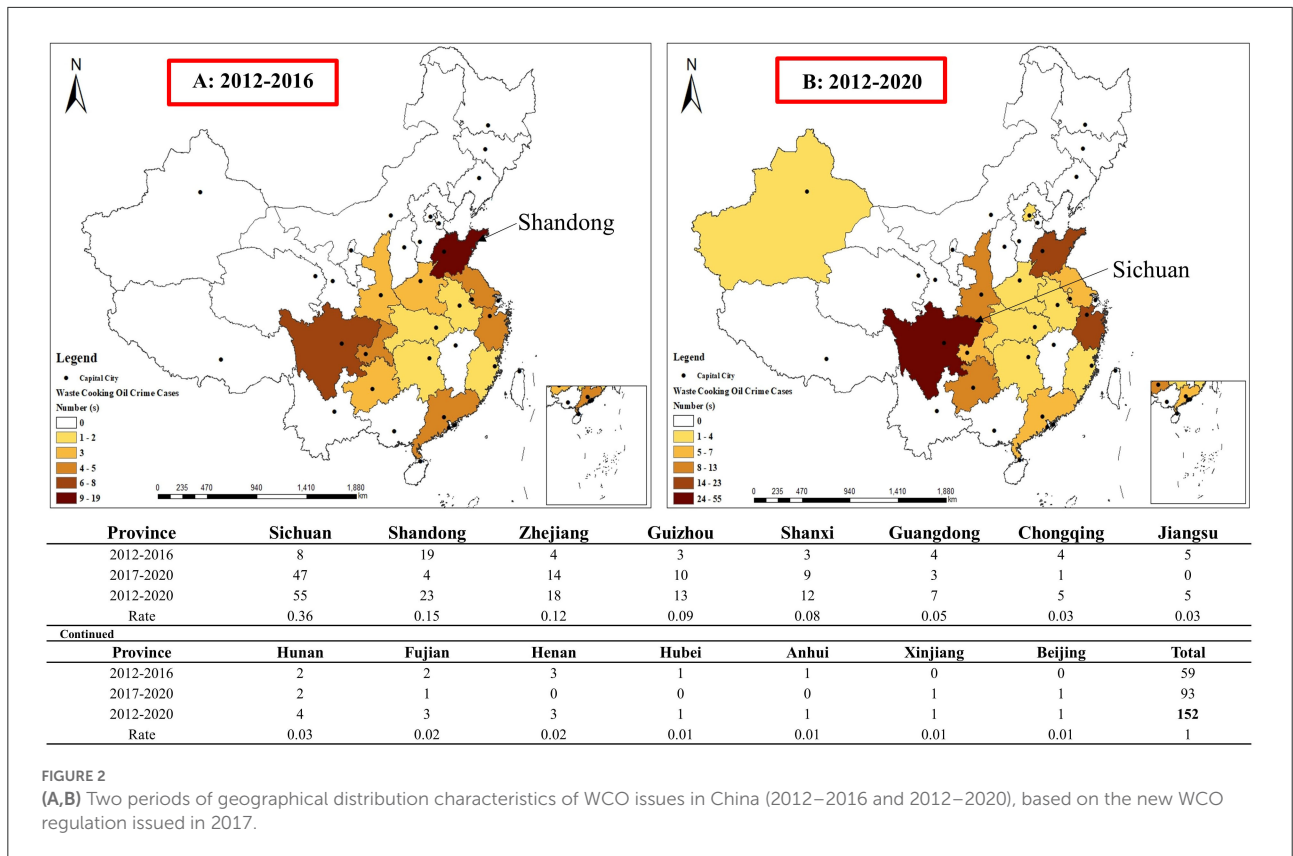 N
A: 2012-2016
Shandong
Legend
Capital City
Waste Cooking Oil Crime Cases
Number (s)
0
1 - 2
3
4 - 5
6 - 8
9 - 19
0 235 470 940 1,410 1,880
km
N
B: 2012-2020
Sichuan
Legend
Capital City
Waste Cooking Oil Crime Cases
Number (s)
0
1 - 4
5 - 7
8 - 13
14 - 23
24 - 55
0 235 470 940 1,410 1,880
km
Province Sichuan Shandong Zhejiang Guizhou Shanxi Guangdong Chongqing Jiangsu
2012-2016 8 19 4 3 3 4 4 5
2017-2020 47 4 14 10 9 3 1 0
2012-2020 55 23 18 13 12 7 5 5
Rate 0.36 0.15 0.12 0.09 0.08 0.05 0.03 0.03
Continued
Province Hunan Fujian Henan Hubei Anhui Xinjiang Beijing Total
2012-2016 2 2 3 1 1 0 0 59
2017-2020 2 1 0 0 0 1 1 93
2012-2020 4 3 3 1 1 1 1 152
Rate 0.03 0.02 0.02 0.01 0.01 0.01 0.01 1
FIGURE 2
(A,B) Two periods of geographical distribution characteristics of WCO issues in China (2012–2016 and 2012–2020), based on the new WCO
regulation issued in 2017.